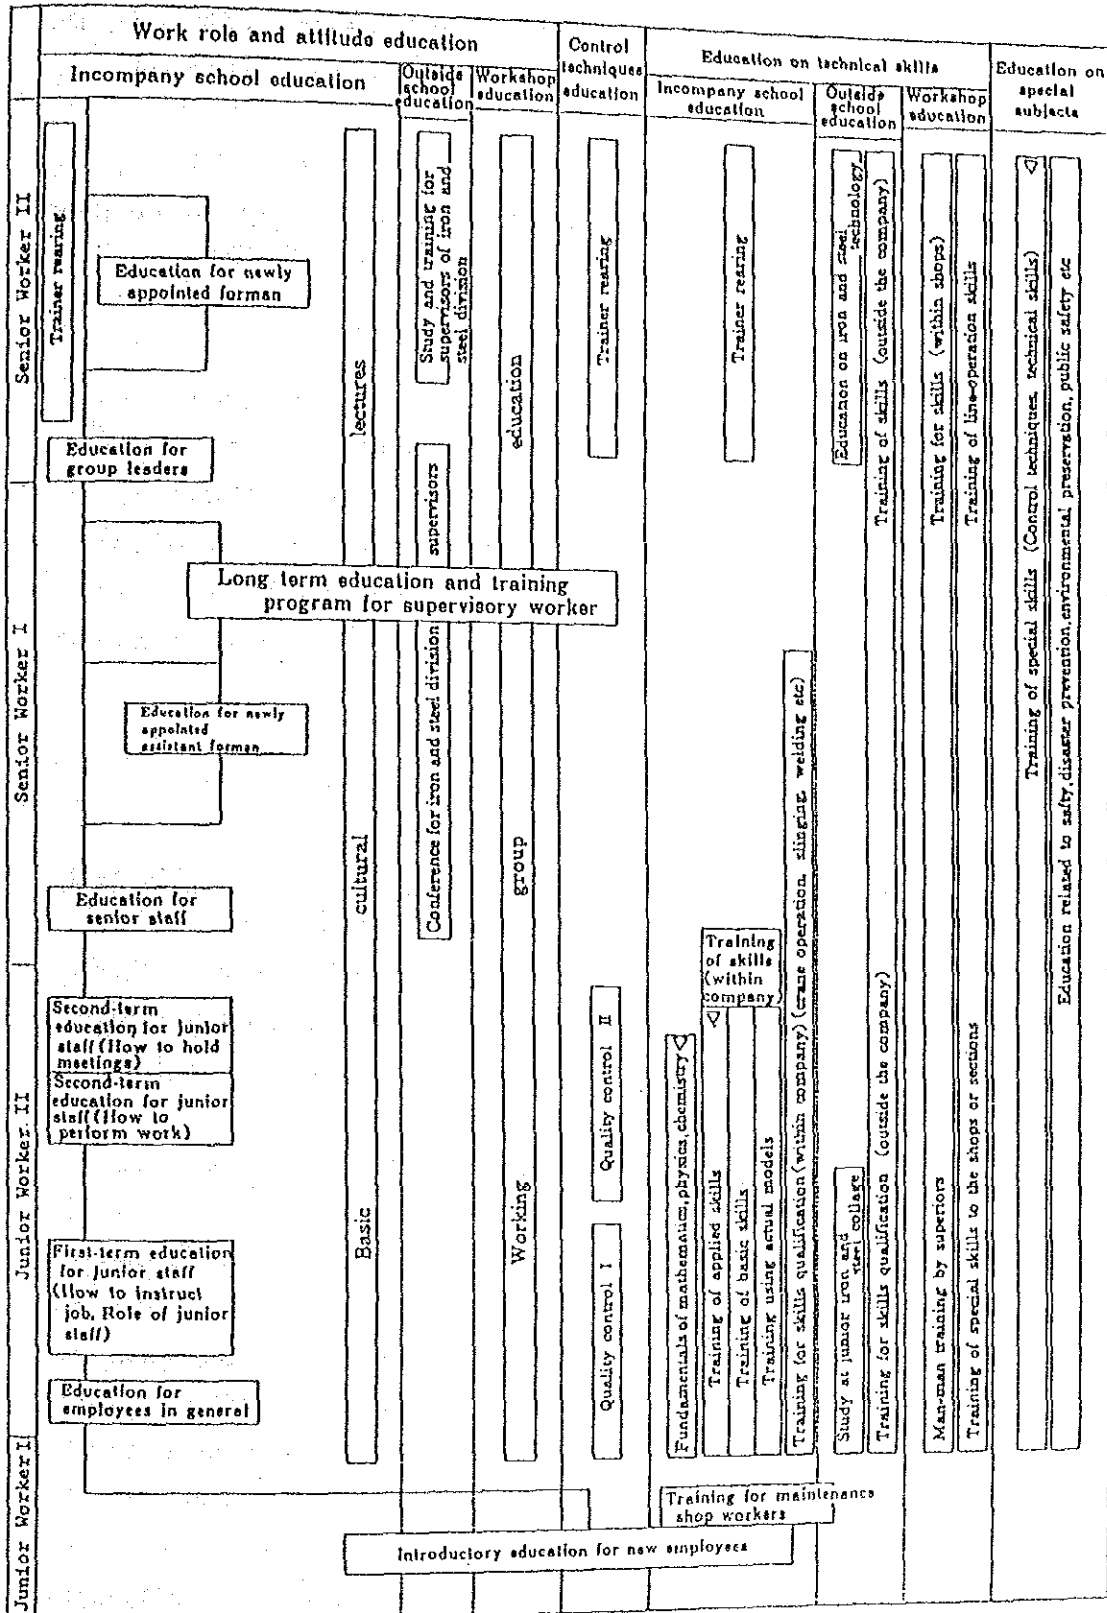 Work role and attitude education
Control
techniques
education
Education on technical skills
Education on
special
subjects
Incompany school education
Outside
school
education
Workshop
education
Incompany school
education
Outside
school
education
Workshop
education
Senior Worker II
Trainer rearing
Education for newly
appointed forman
Education for
group leaders
lectures
Study and training for
supervisors of iron and
steel division
education
Trainer rearing
Trainer rearing
Education on iron and steel
technology
Training of skills (outside the company)
Training for skills (within shops)
Training of line-operation skills
Training of special skills (Control techniques, technical skills)
Education related to safty, disaster prevention, environmental preservation, public safety etc
Senior Worker I
Long term education and training
program for supervisory worker
Education for newly
appointed
assistant forman
Education for
senior staff
cultural
Conference for iron and steel division supervisors
group
Junior Worker II
Second-term
education for junior
staff (How to hold
meetings)
Second-term
education for junior
staff (How to
perform work)
First-term education
for junior staff
(How to instruct
job, Role of junior
staff)
Education for
employees in general
Basic
Working
Quality control II
Quality control I
Training
of skills
(within
company)
Fundamentals of mathematics, physics, chemistry
Training of applied skills
Training of basic skills
Training using actual models
Training for skills qualification (within company) (crane operation, slinging, welding etc)
Study at junior iron and
steel collage
Training for skills qualification (outside the company)
Man-man training by superiors
Training of special skills to the shops or sections
Junior Worker I
Training for maintenance
shop workers
Introductory education for new employees